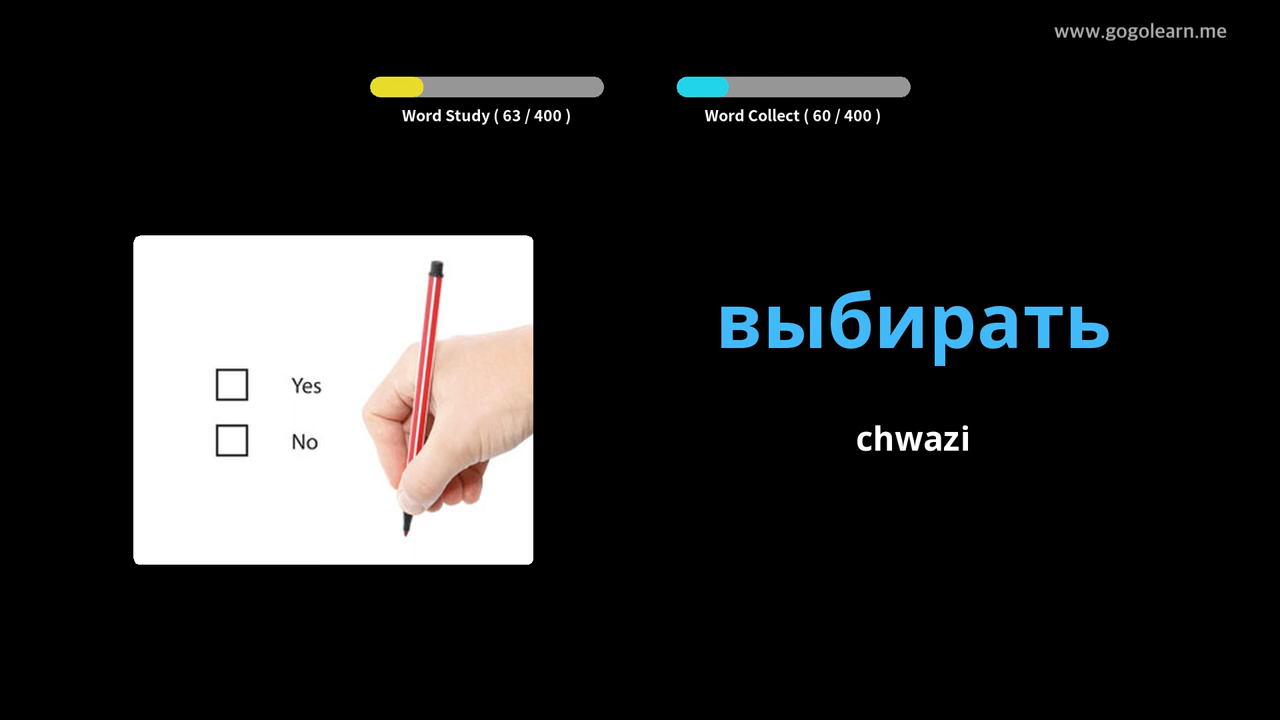 www.gogolearn.me
Word Study ( 63 / 400 )
Word Collect ( 60 / 400 )
Yes
No
выбирать
chwazi